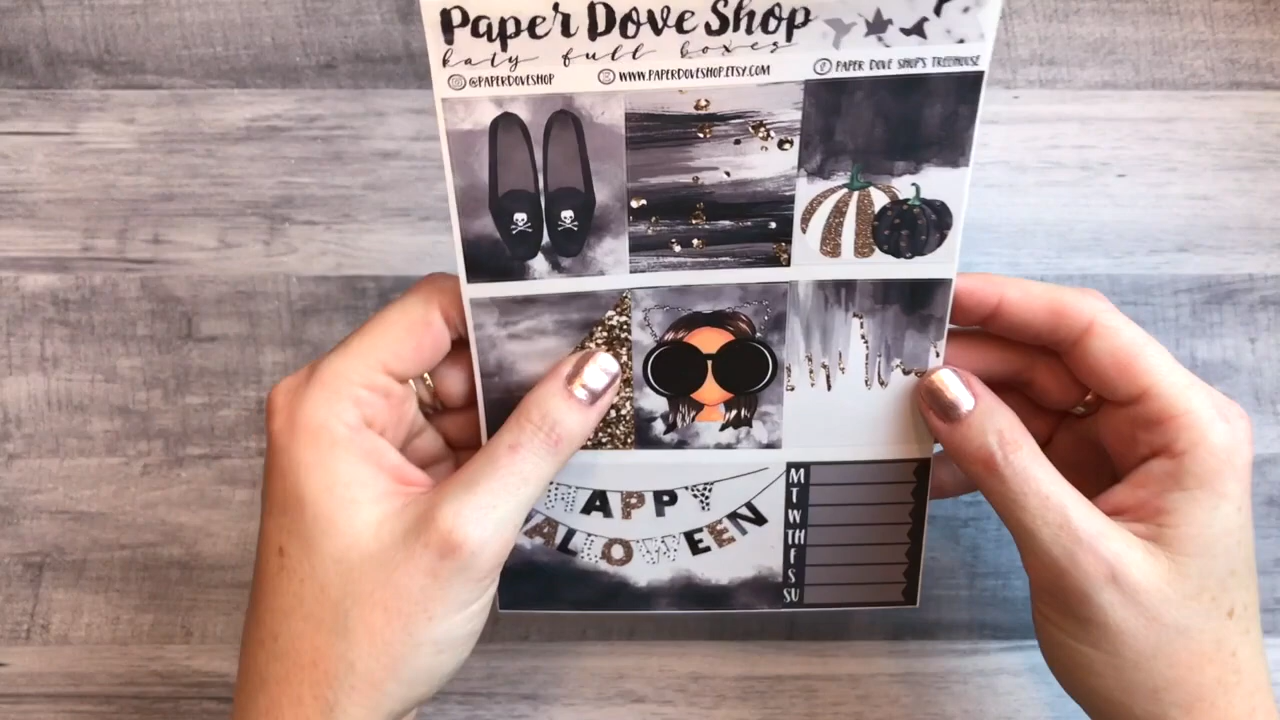 PAPER DOVE SHOP
katy full boxes
@PAPERDOVESHOP
WWW.PAPERDOVESHOP.ETSY.COM
PAPER DOVE SHOP'S TREEHOUSE
HAPPY
HALLOWEEN
M
T
W
TH
F
S
SU